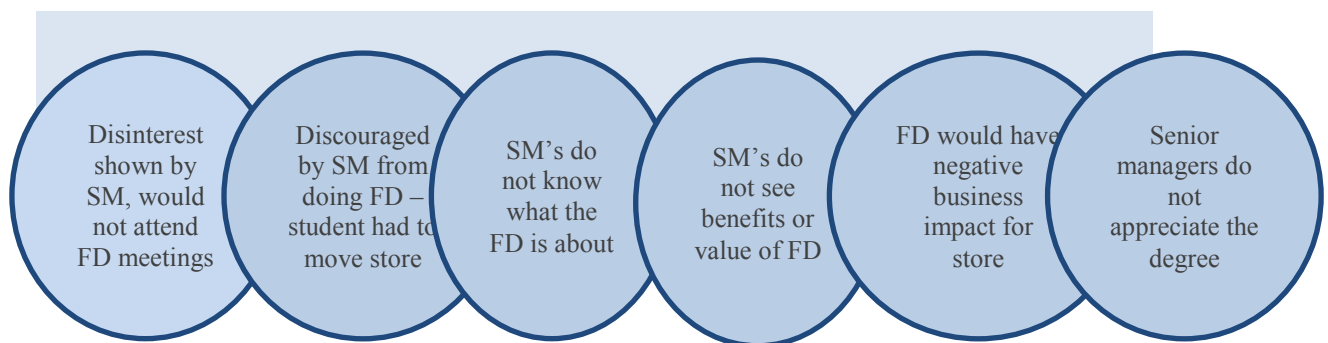 Disinterest
shown by
SM, would
not attend
FD meetings
Discouraged
by SM from
doing FD –
student had to
move store
SM's do
not know
what the
FD is about
SM's do
not see
benefits or
value of FD
FD would have
negative
business
impact for
store
Senior
managers do
not
appreciate the
degree